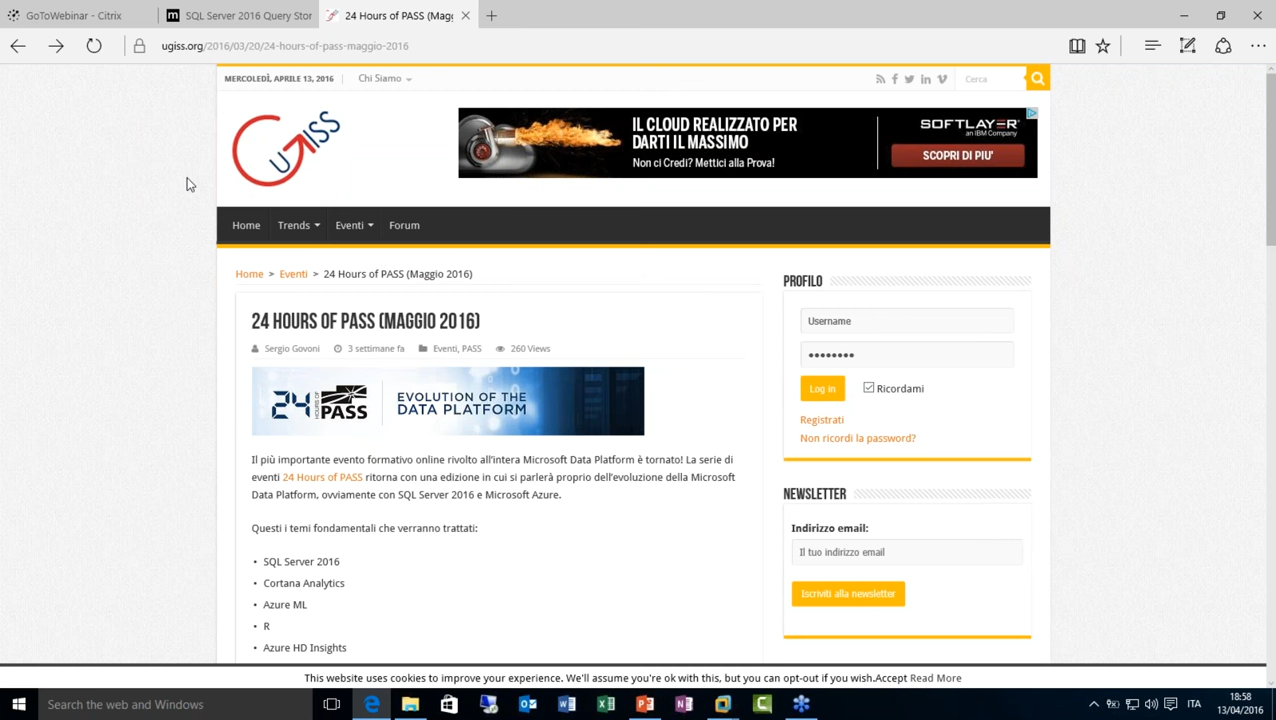 GoToWebinar - Citrix
SQL Server 2016 Query Stor
24 Hours of PASS (Magg
ugiss.org/2016/03/20/24-hours-of-pass-maggio-2016
MERCOLEDÌ, APRILE 13, 2016
Chi Siamo
Cerca
UGISS
IL CLOUD REALIZZATO PER
DARTI IL MASSIMO
Non ci Credi? Mettici alla Prova!
SOFTLAYER
an IBM Company
SCOPRI DI PIU'
Home
Trends
Eventi
Forum
Home > Eventi > 24 Hours of PASS (Maggio 2016)
24 HOURS OF PASS (MAGGIO 2016)
Sergio Govoni
3 settimane fa
Eventi, PASS
260 Views
24 HOURS OF PASS
EVOLUTION OF THE
DATA PLATFORM
Il più importante evento formativo online rivolto all'intera Microsoft Data Platform è tornato! La serie di
eventi 24 Hours of PASS ritorna con una edizione in cui si parlerà proprio dell'evoluzione della Microsoft
Data Platform, ovviamente con SQL Server 2016 e Microsoft Azure.
Questi i temi fondamentali che verranno trattati:
• SQL Server 2016
• Cortana Analytics
• Azure ML
• R
• Azure HD Insights
PROFILO
Username
••••••••
Log in
Ricordami
Registrati
Non ricordi la password?
NEWSLETTER
Indirizzo email:
Il tuo indirizzo email
Iscriviti alla newsletter
This website uses cookies to improve your experience. We'll assume you're ok with this, but you can opt-out if you wish.Accept Read More
Search the web and Windows
ITA
18:58
13/04/2016